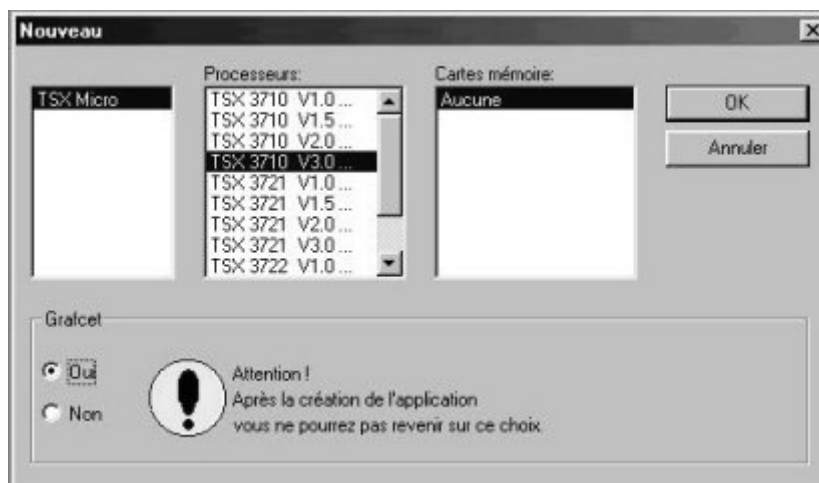 Nouveau
Processeurs:
Cartes mémoire:
TSX Micro
TSX 3710 V1.0 ...
TSX 3710 V1.5 ...
TSX 3710 V2.0 ...
TSX 3710 V3.0 ...
TSX 3721 V1.0 ...
TSX 3721 V1.5 ...
TSX 3721 V2.0 ...
TSX 3721 V3.0 ...
TSX 3722 V1.0 ...
Aucune
OK
Annuler
Grafcet
Oui
Non
Attention !
Après la création de l'application
vous ne pourrez pas revenir sur ce choix.